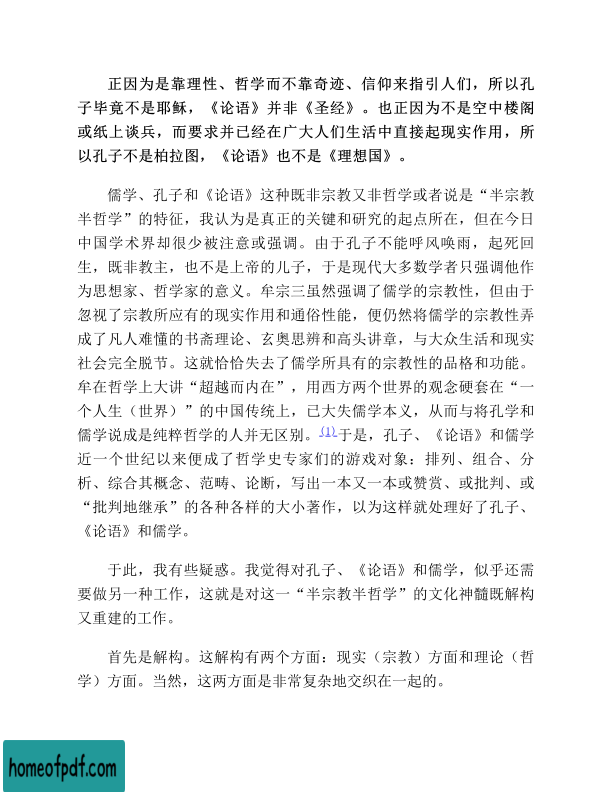 正因为是靠理性、哲学而不靠奇迹、信仰来指引人们，所以孔
子毕竟不是耶稣，《论语》并非《圣经》。也正因为不是空中楼阁
或纸上谈兵，而要求并已经在广大人们生活中直接起现实作用，所
以孔子不是柏拉图，《论语》也不是《理想国》。
儒学、孔子和《论语》这种既非宗教又非哲学或者说是“半宗教
半哲学”的特征，我认为是真正的关键和研究的起点所在，但在今日
中国学术界却很少被注意或强调。由于孔子不能呼风唤雨，起死回
生，既非教主，也不是上帝的儿子，于是现代大多数学者只强调他作
为思想家、哲学家的意义。牟宗三虽然强调了儒学的宗教性，但由于
忽视了宗教所应有的现实作用和通俗性能，便仍然将儒学的宗教性弄
成了凡人难懂的书斋理论、玄奥思辨和高头讲章，与大众生活和现实
社会完全脱节。这就恰恰失去了儒学所具有的宗教性的品格和功能。
牟在哲学上大讲“超越而内在”，用西方两个世界的观念硬套在“一
个人生（世界）”的中国传统上，已大失儒学本义，从而与将孔学和
儒学说成是纯粹哲学的人并无区别。(1)于是，孔子、《论语》和儒学
近一个世纪以来便成了哲学史专家们的游戏对象：排列、组合、分
析、综合其概念、范畴、论断，写出一本又一本或赞赏、或批判、或
“批判地继承”的各种各样的大小著作，以为这样就处理好了孔子、
《论语》和儒学。
于此，我有些疑惑。我觉得对孔子、《论语》和儒学，似乎还需
要做另一种工作，这就是对这一“半宗教半哲学”的文化神髓既解构
又重建的工作。
首先是解构。这解构有两个方面：现实（宗教）方面和理论（哲
学）方面。当然，这两方面是非常复杂地交织在一起的。
homeofpdf.com